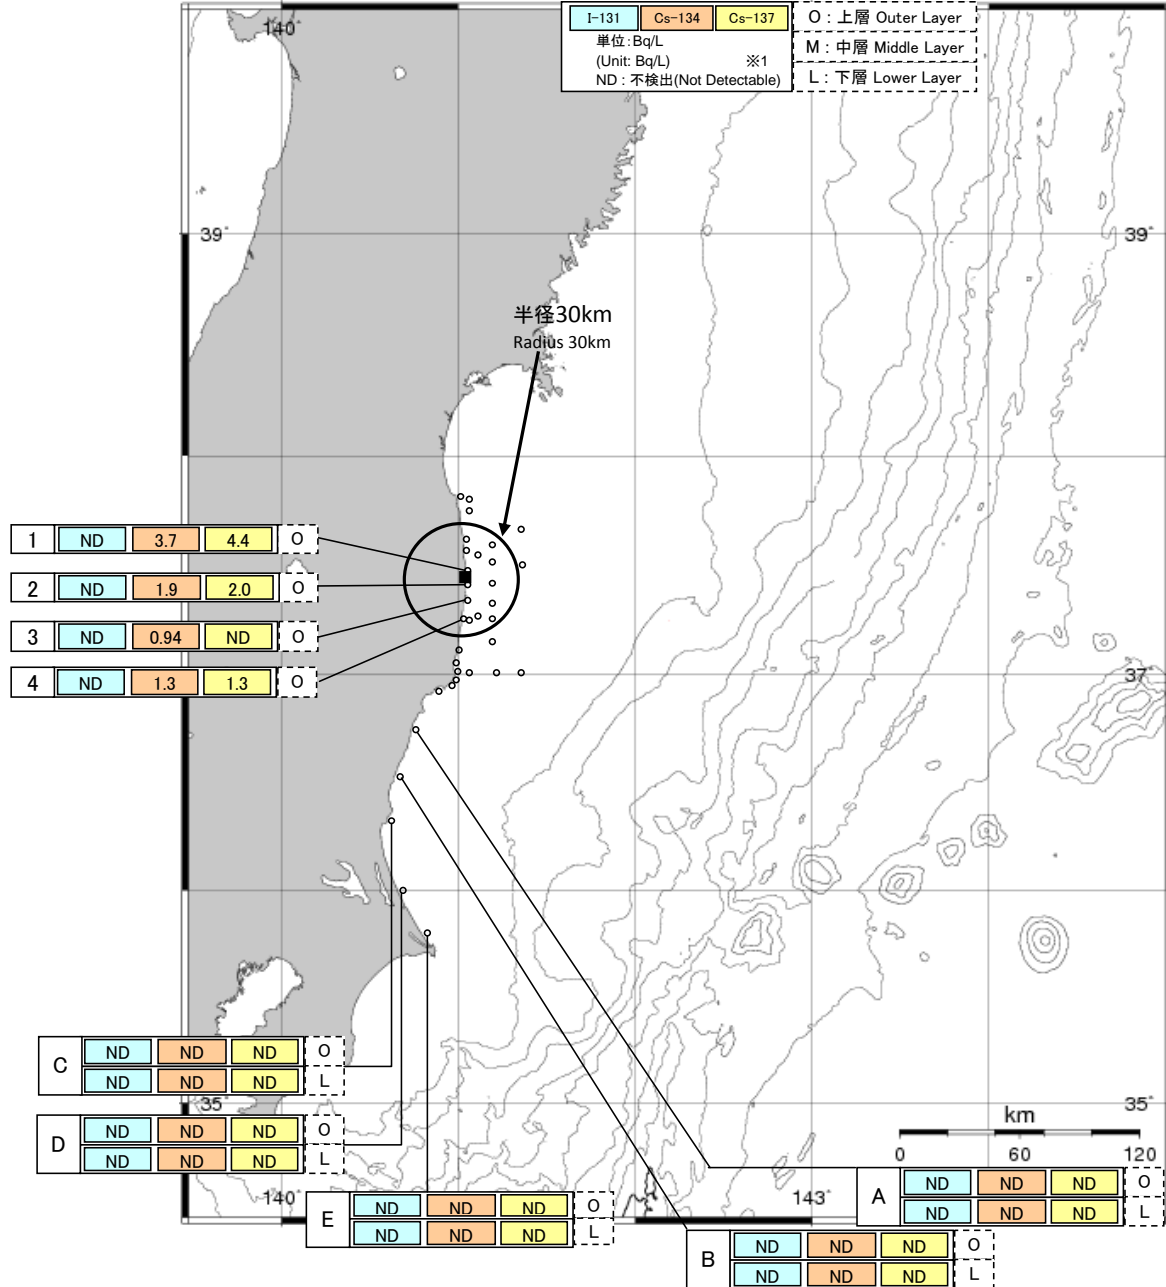 I-131 Cs-134 Cs-137
単位:Bq/L
(Unit: Bq/L) ※1
ND : 不検出(Not Detectable)
O : 上層 Outer Layer
M : 中層 Middle Layer
L : 下層 Lower Layer
140°
39° 39°
半径30km
Radius 30km
1 ND 3.7 4.4 O
2 ND 1.9 2.0 O
3 ND 0.94 ND O
4 ND 1.3 1.3 O
37°
C ND ND ND O
ND ND ND L
35° 35°
D ND ND ND O
ND ND ND L
km
0 60 120
140° 143°
A ND ND ND O
ND ND ND L
E ND ND ND O
ND ND ND L
B ND ND ND O
ND ND ND L